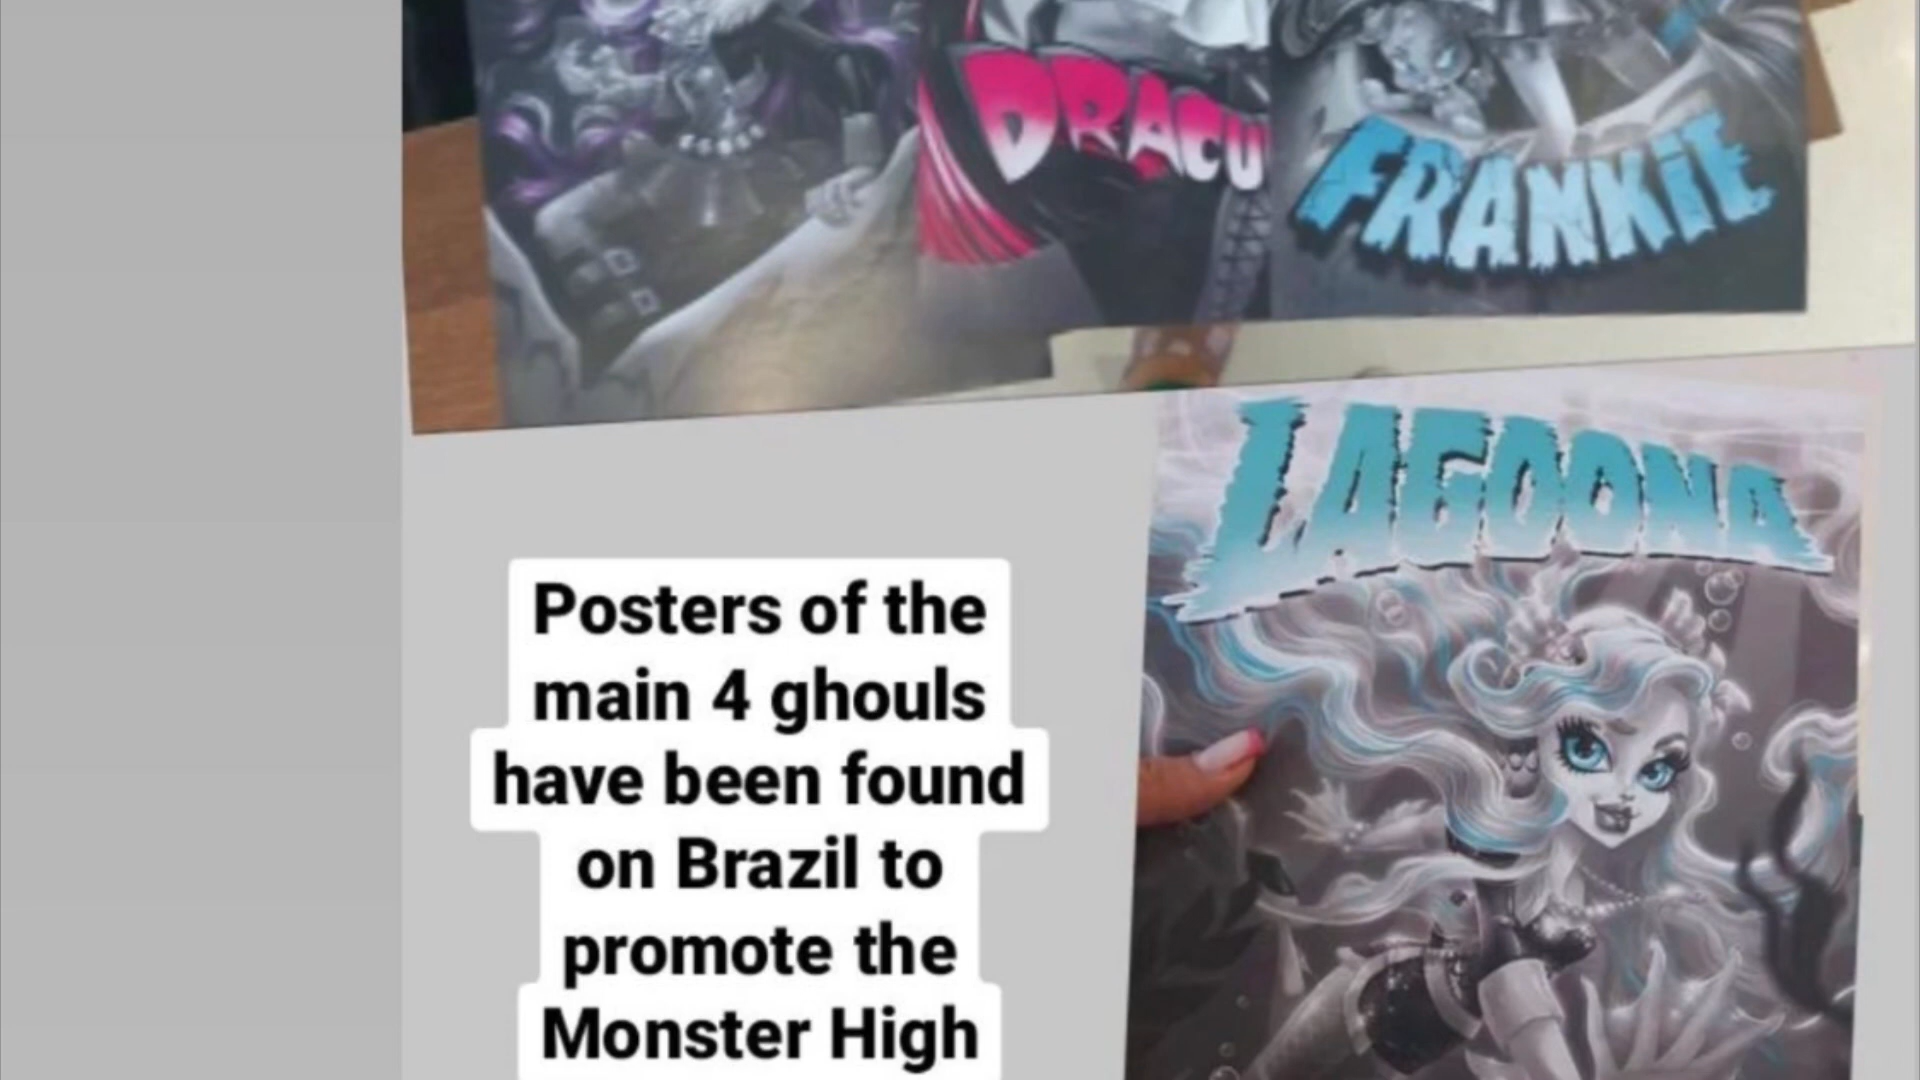 DRACU
FRANKIE
LAGOONA
Posters of the
main 4 ghouls
have been found
on Brazil to
promote the
Monster High